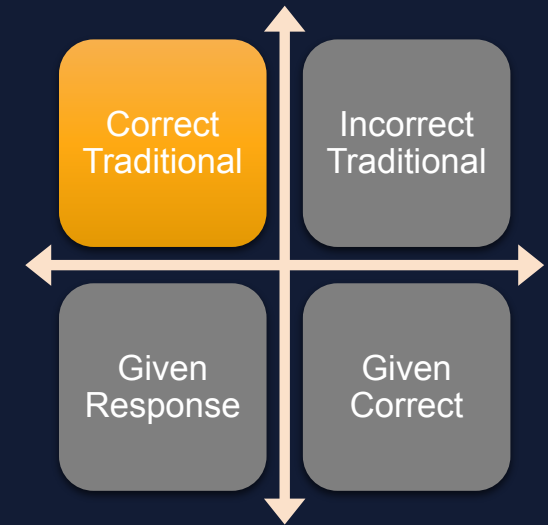 Correct
Traditional
Incorrect
Traditional
Given
Response
Given
Correct